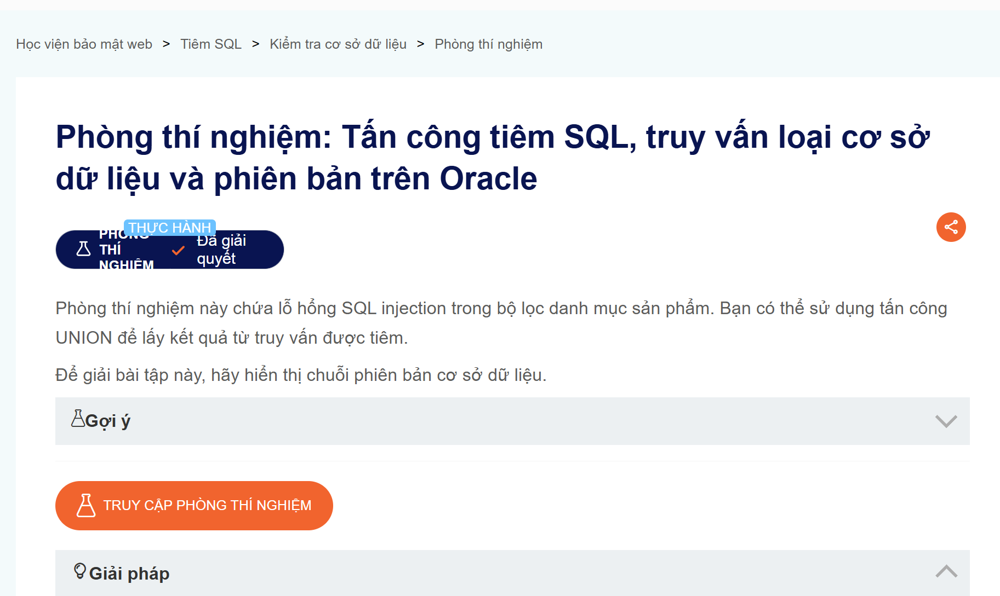 Học viện bảo mật web > Tiêm SQL > Kiểm tra cơ sở dữ liệu > Phòng thí nghiệm
Phòng thí nghiệm: Tấn công tiêm SQL, truy vấn loại cơ sở
dữ liệu và phiên bản trên Oracle
THỰC HÀNH
PHÒNG
THÍ
NGHIỆM
Đã giải
quyết
Phòng thí nghiệm này chứa lỗ hổng SQL injection trong bộ lọc danh mục sản phẩm. Bạn có thể sử dụng tấn công
UNION để lấy kết quả từ truy vấn được tiêm.
Để giải bài tập này, hãy hiển thị chuỗi phiên bản cơ sở dữ liệu.
Gợi ý
TRUY CẬP PHÒNG THÍ NGHIỆM
Giải pháp